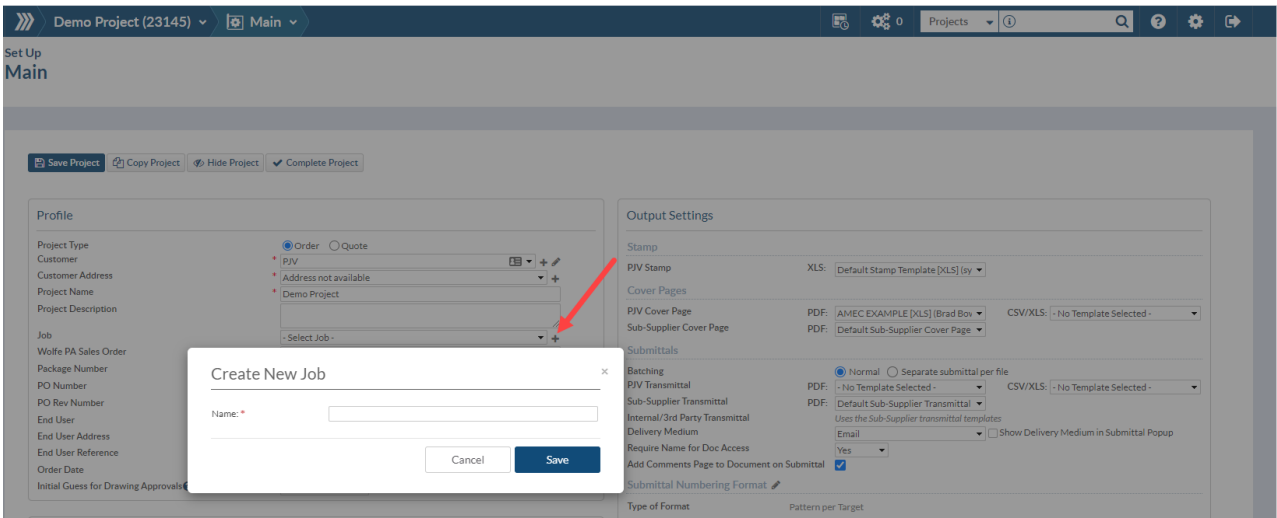 Demo Project (23145) Main 0 Projects
Set Up
Main
Save Project Copy Project Hide Project Complete Project
Profile
Project Type Order Quote
Customer * PJV
Customer Address * Address not available
Project Name * Demo Project
Project Description
Job - Select Job -
Wolfe PA Sales Order
Package Number
PO Number
PO Rev Number
End User
End User Address
End User Reference
Order Date
Initial Guess for Drawing Approvals
Create New Job ×
Name: *
Cancel Save
Output Settings
Stamp
PJV Stamp XLS: Default Stamp Template [XLS] (sy
Cover Pages
PJV Cover Page PDF: AMEC EXAMPLE [XLS] (Brad Bov CSV/XLS: - No Template Selected -
Sub-Supplier Cover Page PDF: Default Sub-Supplier Cover Page
Submittals
Batching Normal Separate submittal per file
PJV Transmittal PDF: - No Template Selected - CSV/XLS: - No Template Selected -
Sub-Supplier Transmittal PDF: Default Sub-Supplier Transmittal
Internal/3rd Party Transmittal Uses the Sub-Supplier transmittal templates
Delivery Medium Email Show Delivery Medium in Submittal Popup
Require Name for Doc Access Yes
Add Comments Page to Document on Submittal
Submittal Numbering Format
Type of Format Pattern per Target